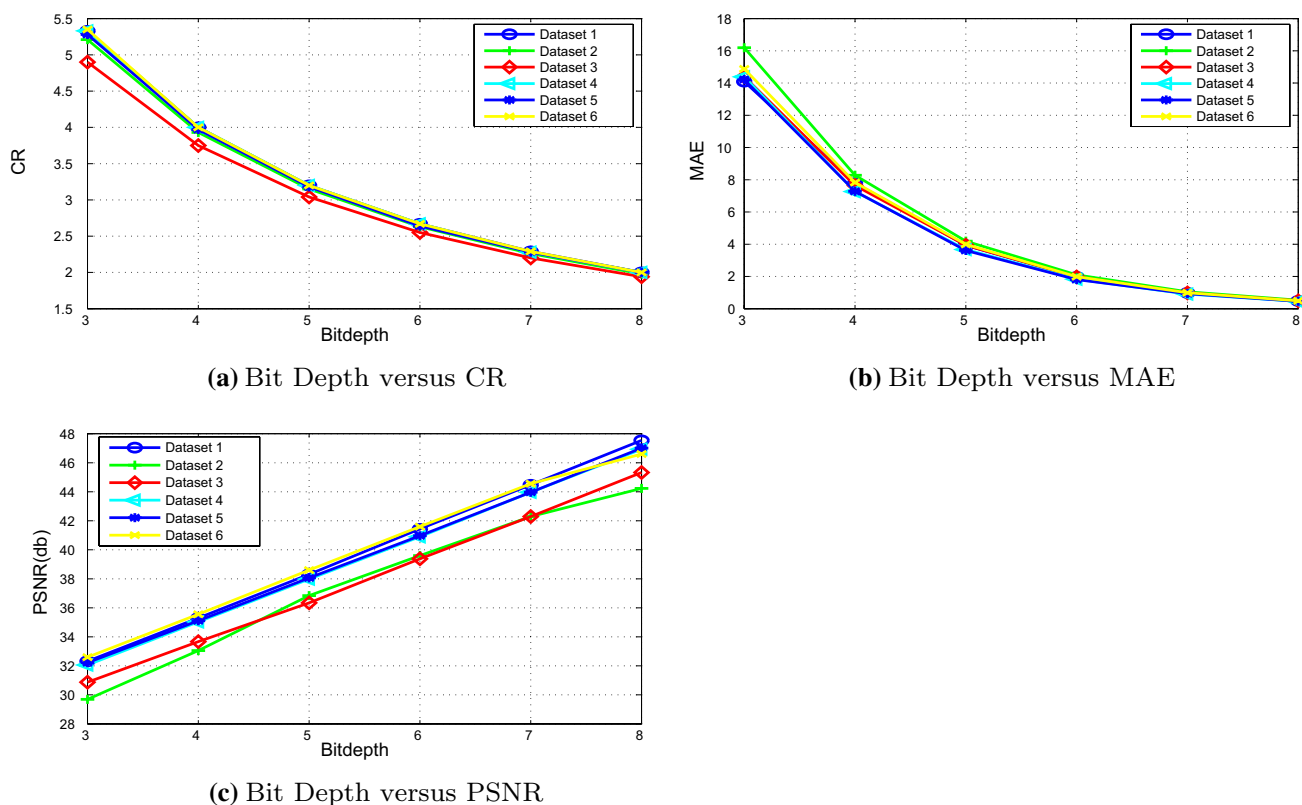 5.5
5
4.5
4
3.5
3
2.5
2
1.5
CR
3 4 5 6 7 8
Bitdepth
Dataset 1
Dataset 2
Dataset 3
Dataset 4
Dataset 5
Dataset 6
(a) Bit Depth versus CR
18
16
14
12
10
8
6
4
2
0
MAE
3 4 5 6 7 8
Bitdepth
Dataset 1
Dataset 2
Dataset 3
Dataset 4
Dataset 5
Dataset 6
(b) Bit Depth versus MAE
48
46
44
42
40
38
36
34
32
30
28
PSNR(db)
3 4 5 6 7 8
Bitdepth
Dataset 1
Dataset 2
Dataset 3
Dataset 4
Dataset 5
Dataset 6
(c) Bit Depth versus PSNR